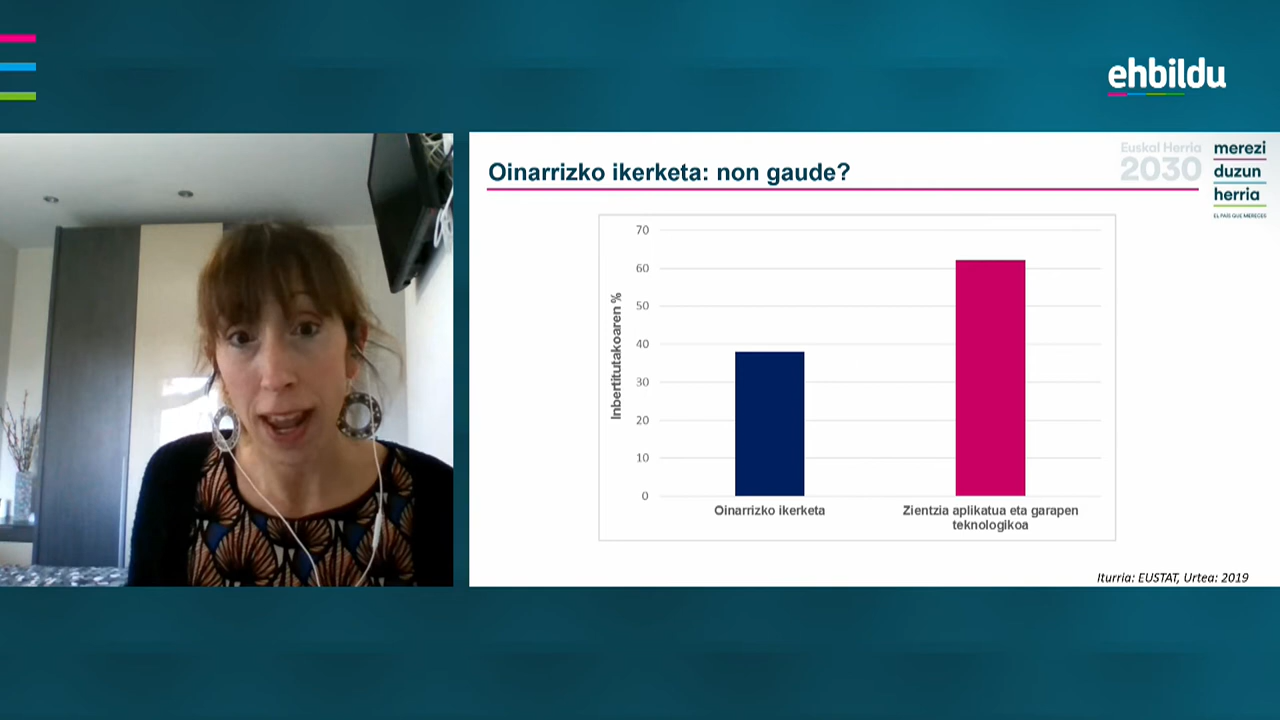 ehbildu
Oinarrizko ikerketa: non gaude?
Euskal Herria
2030
merezi
duzun
herria
EL PAÍS QUE MERECES
70
60
50
40
30
20
10
0
Inbertitutakoaren %
Oinarrizko ikerketa
Zientzia aplikatua eta garapen
teknologikoa
Iturria: EUSTAT, Urtea: 2019